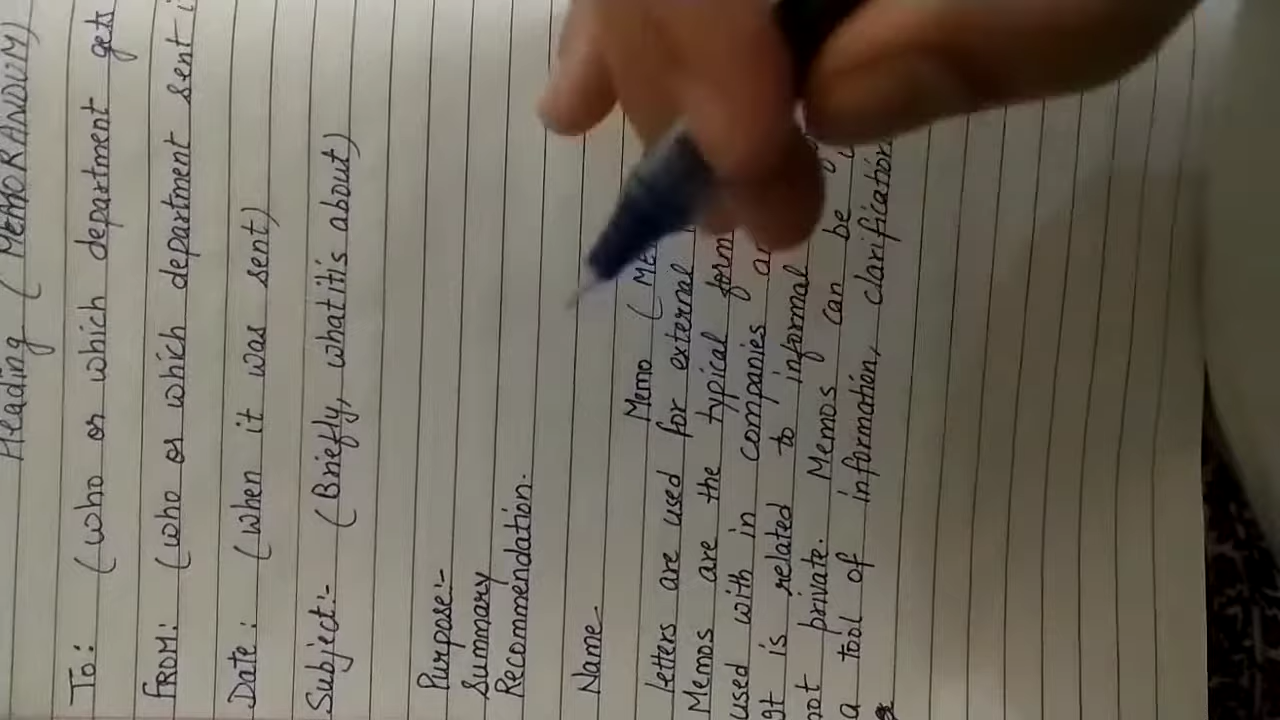 Heading (MEMORANDUM)
To: (who or which department gets
FROM: (who or which department sent
Date: (when it was sent)
Subject:- (Briefly, what it is about)
Purpose:-
Summary
Recommendation.
Name
Memo (ME
letters are used for external
Memos are the typical form
used with in companies
It is related to informal
not private. Memos can be
a tool of information, clarification